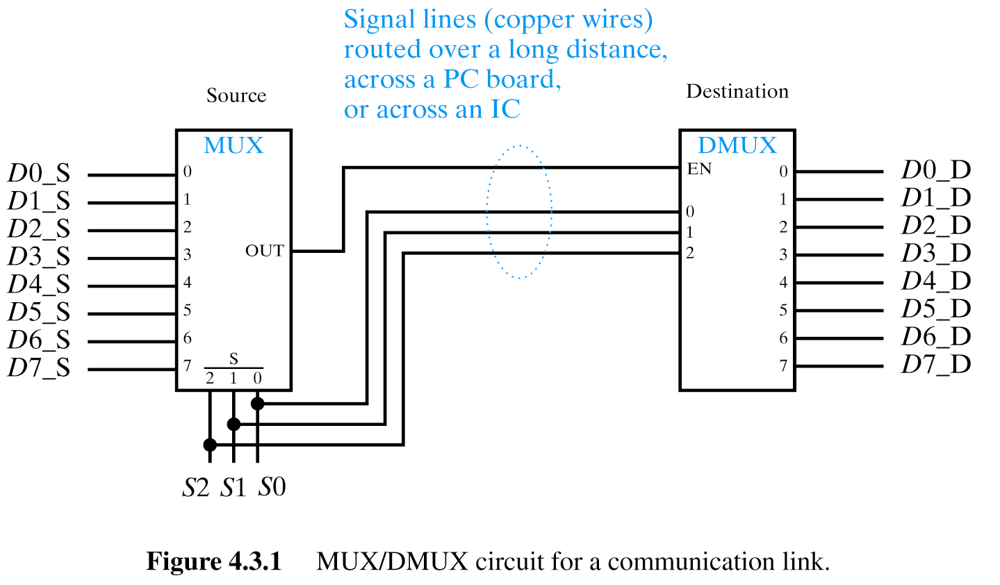 Signal lines (copper wires)
routed over a long distance,
across a PC board,
or across an IC
Source
Destination
MUX
DMUX
D0_S
D1_S
D2_S
D3_S
D4_S
D5_S
D6_S
D7_S
0
1
2
3
4
5
6
7
OUT
S
2 1 0
S2 S1 S0
EN
0
1
2
0
1
2
3
4
5
6
7
D0_D
D1_D
D2_D
D3_D
D4_D
D5_D
D6_D
D7_D
Figure 4.3.1 MUX/DMUX circuit for a communication link.